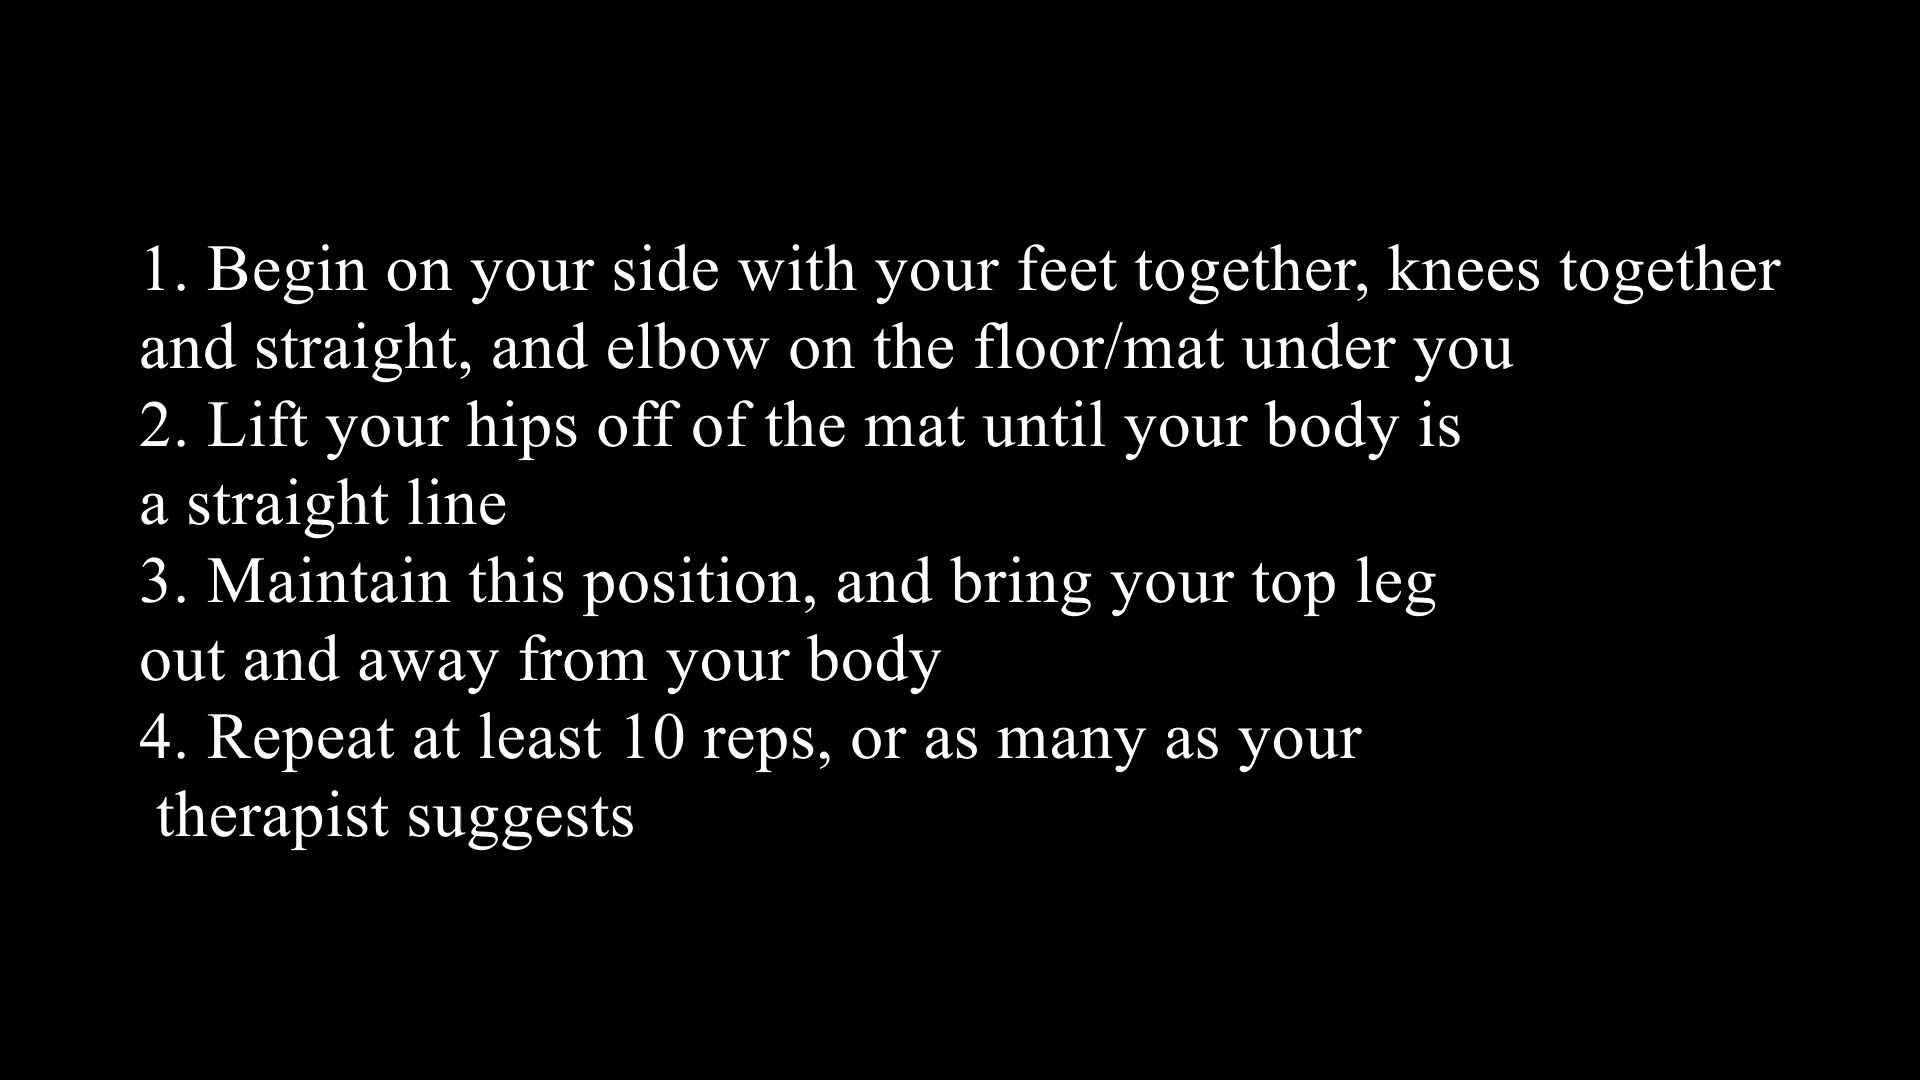 1. Begin on your side with your feet together, knees together
and straight, and elbow on the floor/mat under you
2. Lift your hips off of the mat until your body is
a straight line
3. Maintain this position, and bring your top leg
out and away from your body
4. Repeat at least 10 reps, or as many as your
therapist suggests